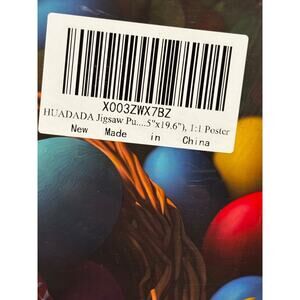 X003ZWX7BZ
HUADADA Jigsaw Pu....5"x19.6"), 1:1 Poster
New Made in China